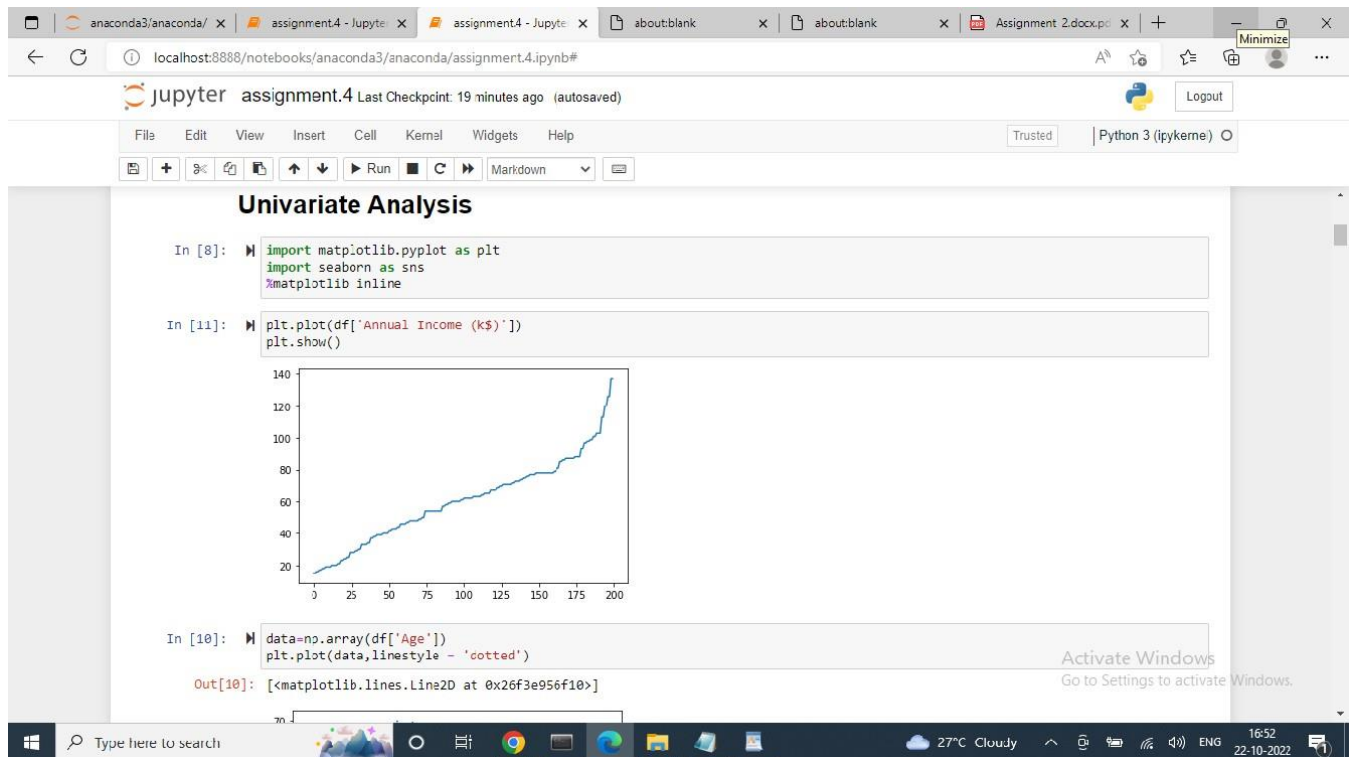 anaconda3/anaconda/
assignment.4 - Jupyte
assignment.4 - Jupyte
about:blank
about:blank
Assignment 2.docx.pd
Minimize
localhost:8888/notebooks/anaconda3/anaconda/assignment.4.ipynb#
jupyter assignment.4 Last Checkpoint: 19 minutes ago (autosaved)
Logout
File Edit View Insert Cell Kernel Widgets Help
Trusted
Python 3 (ipykernel)
Run
Markdown
Univariate Analysis
In [8]:
import matplotlib.pyplot as plt
import seaborn as sns
%matplotlib inline
In [11]:
plt.plot(df['Annual Income (k$)'])
plt.show()
140
120
100
80
60
40
20
0 25 50 75 100 125 150 175 200
In [10]:
data=np.array(df['Age'])
plt.plot(data,linestyle = 'dotted')
Out[10]: [<matplotlib.lines.Line2D at 0x26f3e956f10>]
70
Activate Windows
Go to Settings to activate Windows.
Type here to search
27°C Cloudy
ENG
16:52
22-10-2022